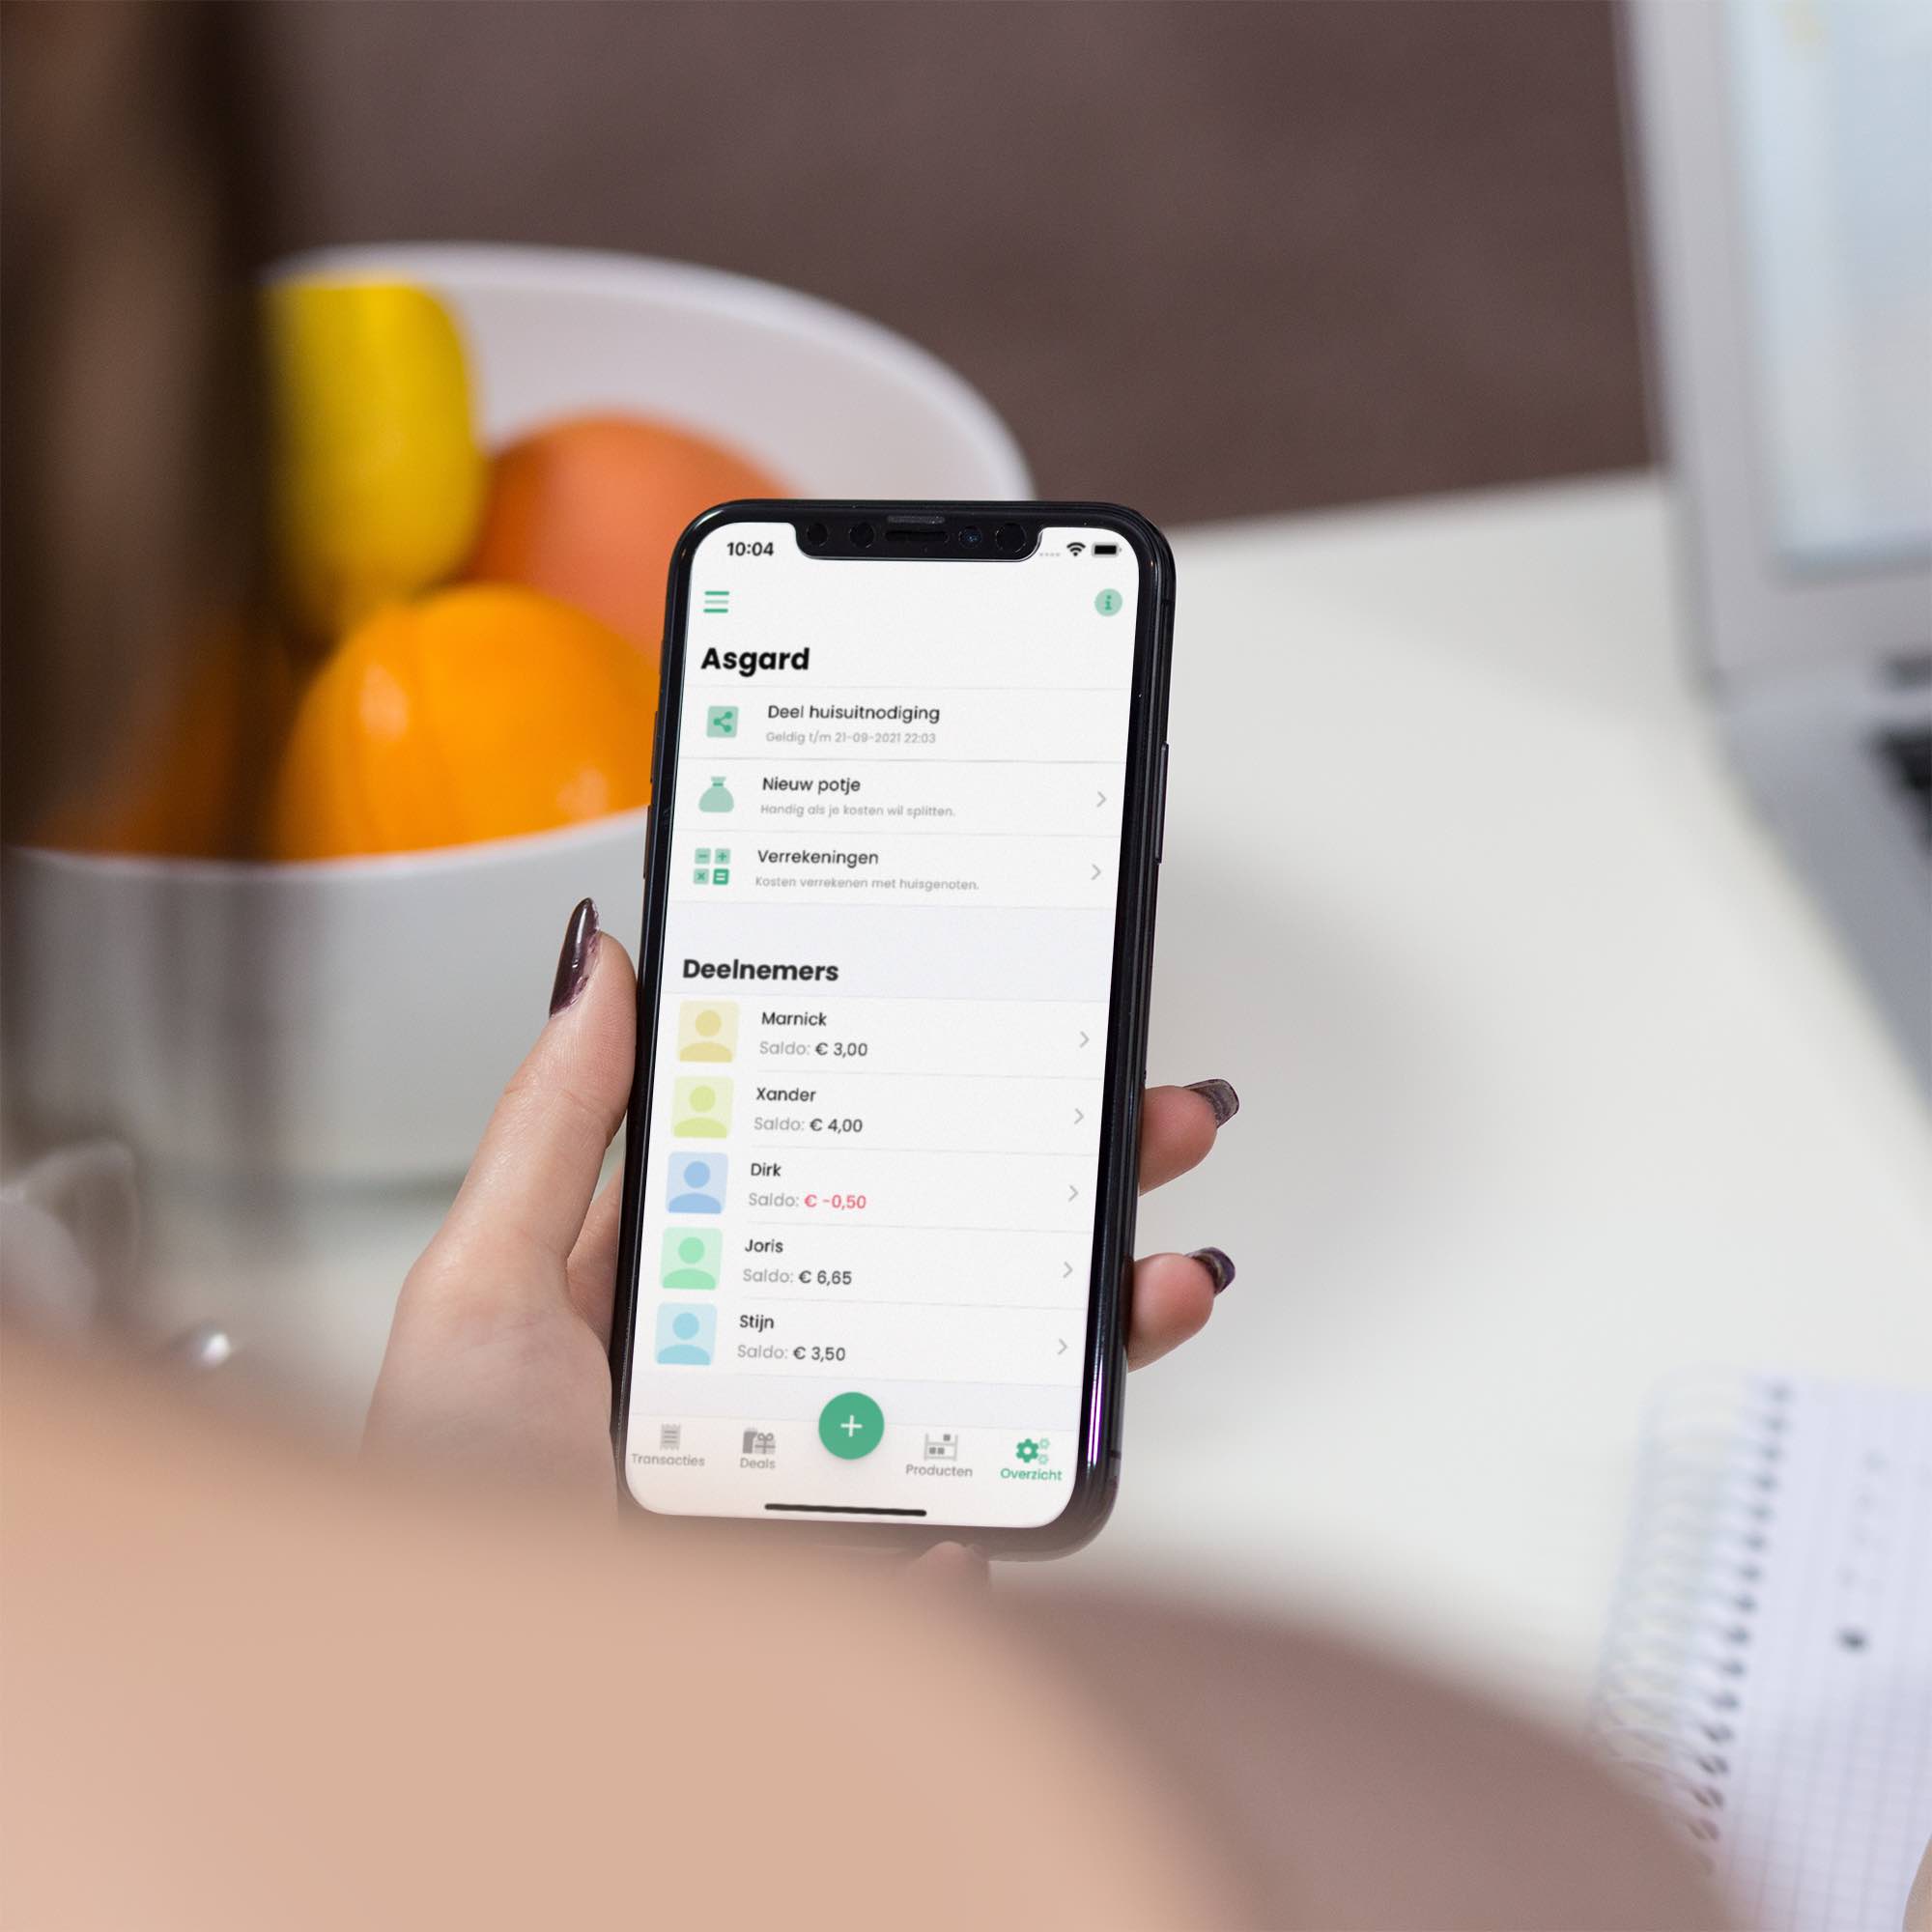 10:04
Asgard
Deel huisuitnodiging
Geldig t/m 21-09-2021 22:03
Nieuw potje
Handig als je kosten wil splitten.
Verrekeningen
Kosten verrekenen met huisgenoten.
Deelnemers
Marnick
Saldo: € 3,00
Xander
Saldo: € 4,00
Dirk
Saldo: € -0,50
Joris
Saldo: € 6,65
Stijn
Saldo: € 3,50
Transacties Deals + Producten Overzicht